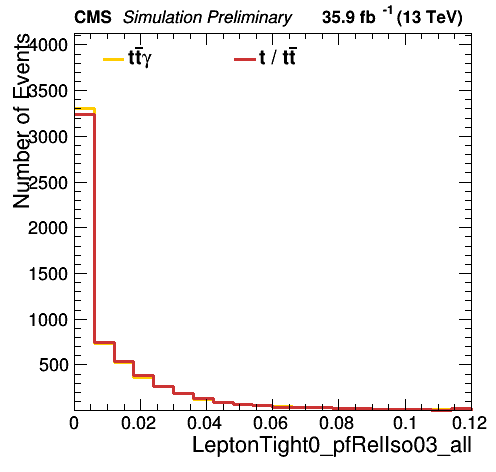 CMS Simulation Preliminary 35.9 fb⁻¹ (13 TeV)
tt̄γ t / tt̄
Number of Events
4000
3500
3000
2500
2000
1500
1000
500
0 0.02 0.04 0.06 0.08 0.1 0.12
LeptonTight0_pfRelIso03_all